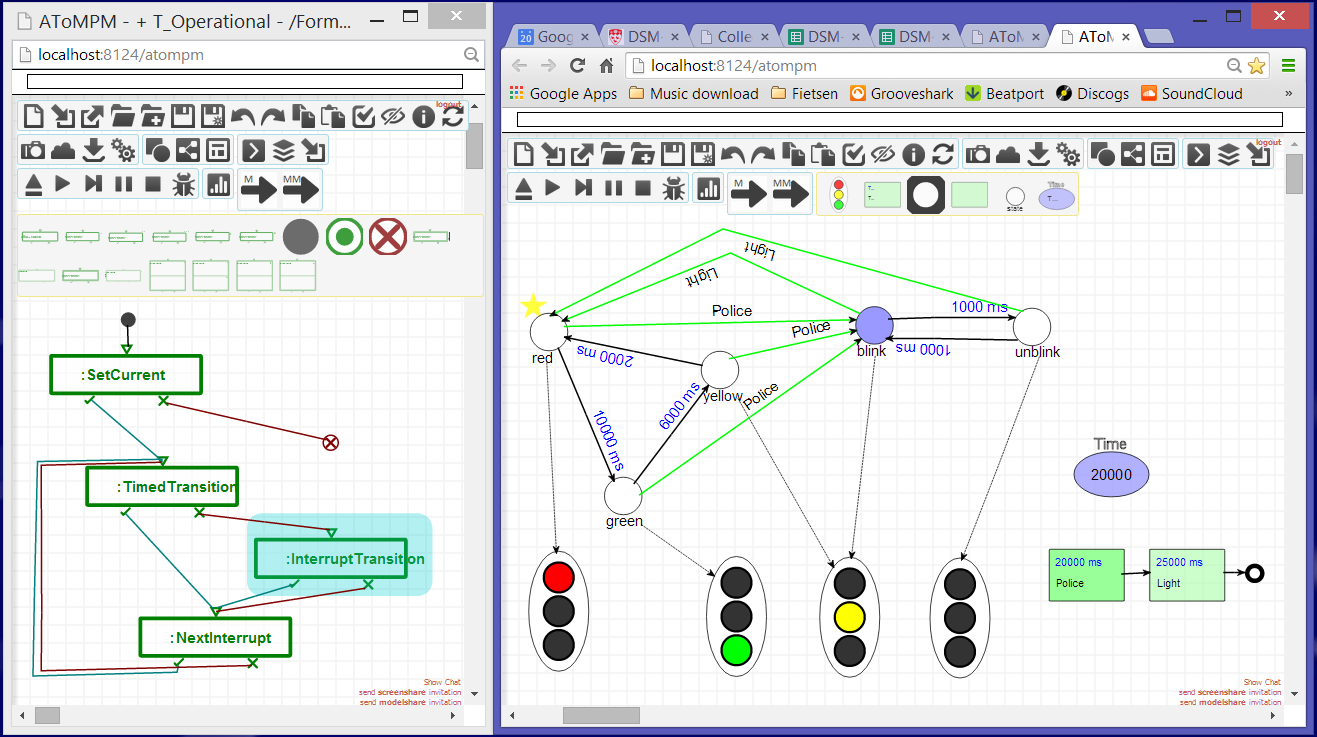 AToMPM - + T_Operational - /Form...
localhost:8124/atompm
logout
M
MM
:SetCurrent
:TimedTransition
:InterruptTransition
:NextInterrupt
Show Chat
send screenshare invitation
send modelshare invitation
20
Goog
DSM-
Colle
DSM-
DSM-
AToM
AToM
localhost:8124/atompm
Google Apps
Music download
Fietsen
Grooveshark
Beatport
Discogs
SoundCloud
»
logout
M
MM
T...
T...
state
Time
T...
Light
Light
Police
1000 ms
Police
red
2000 ms
blink
1000 ms
unblink
yellow
Police
6000 ms
10000 ms
green
Time
20000
20000 ms
Police
25000 ms
Light
Show Chat
send screenshare invitation
send modelshare invitation